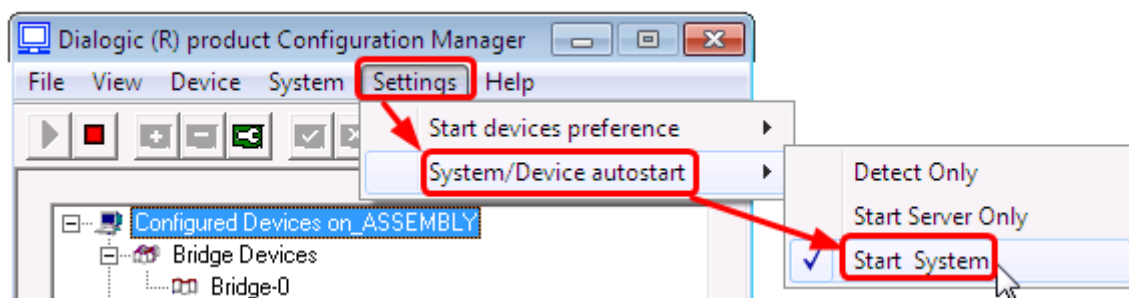 Dialogic (R) product Configuration Manager
File View Device System Settings Help
Start devices preference
System/Device autostart
Detect Only
Start Server Only
Start System
Configured Devices on_ASSEMBLY
Bridge Devices
Bridge-0